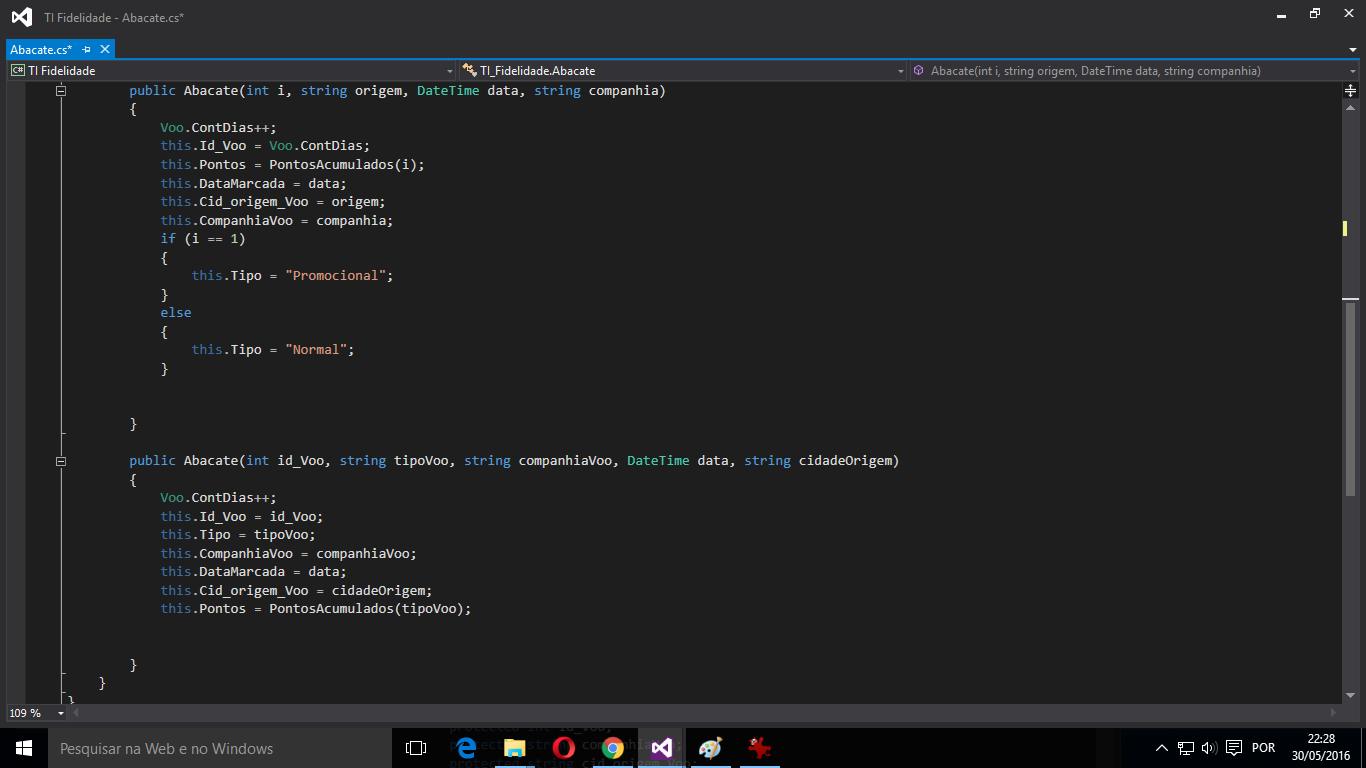 TI Fidelidade - Abacate.cs*
Abacate.cs*
C# TI Fidelidade
TI_Fidelidade.Abacate
Abacate(int i, string origem, DateTime data, string companhia)
public Abacate(int i, string origem, DateTime data, string companhia)
{
Voo.ContDias++;
this.Id_Voo = Voo.ContDias;
this.Pontos = PontosAcumulados(i);
this.DataMarcada = data;
this.Cid_origem_Voo = origem;
this.CompanhiaVoo = companhia;
if (i == 1)
{
this.Tipo = "Promocional";
}
else
{
this.Tipo = "Normal";
}
}
public Abacate(int id_Voo, string tipoVoo, string companhiaVoo, DateTime data, string cidadeOrigem)
{
Voo.ContDias++;
this.Id_Voo = id_Voo;
this.Tipo = tipoVoo;
this.CompanhiaVoo = companhiaVoo;
this.DataMarcada = data;
this.Cid_origem_Voo = cidadeOrigem;
this.Pontos = PontosAcumulados(tipoVoo);
}
}
}
109 %
Pesquisar na Web e no Windows
POR
22:28
30/05/2016